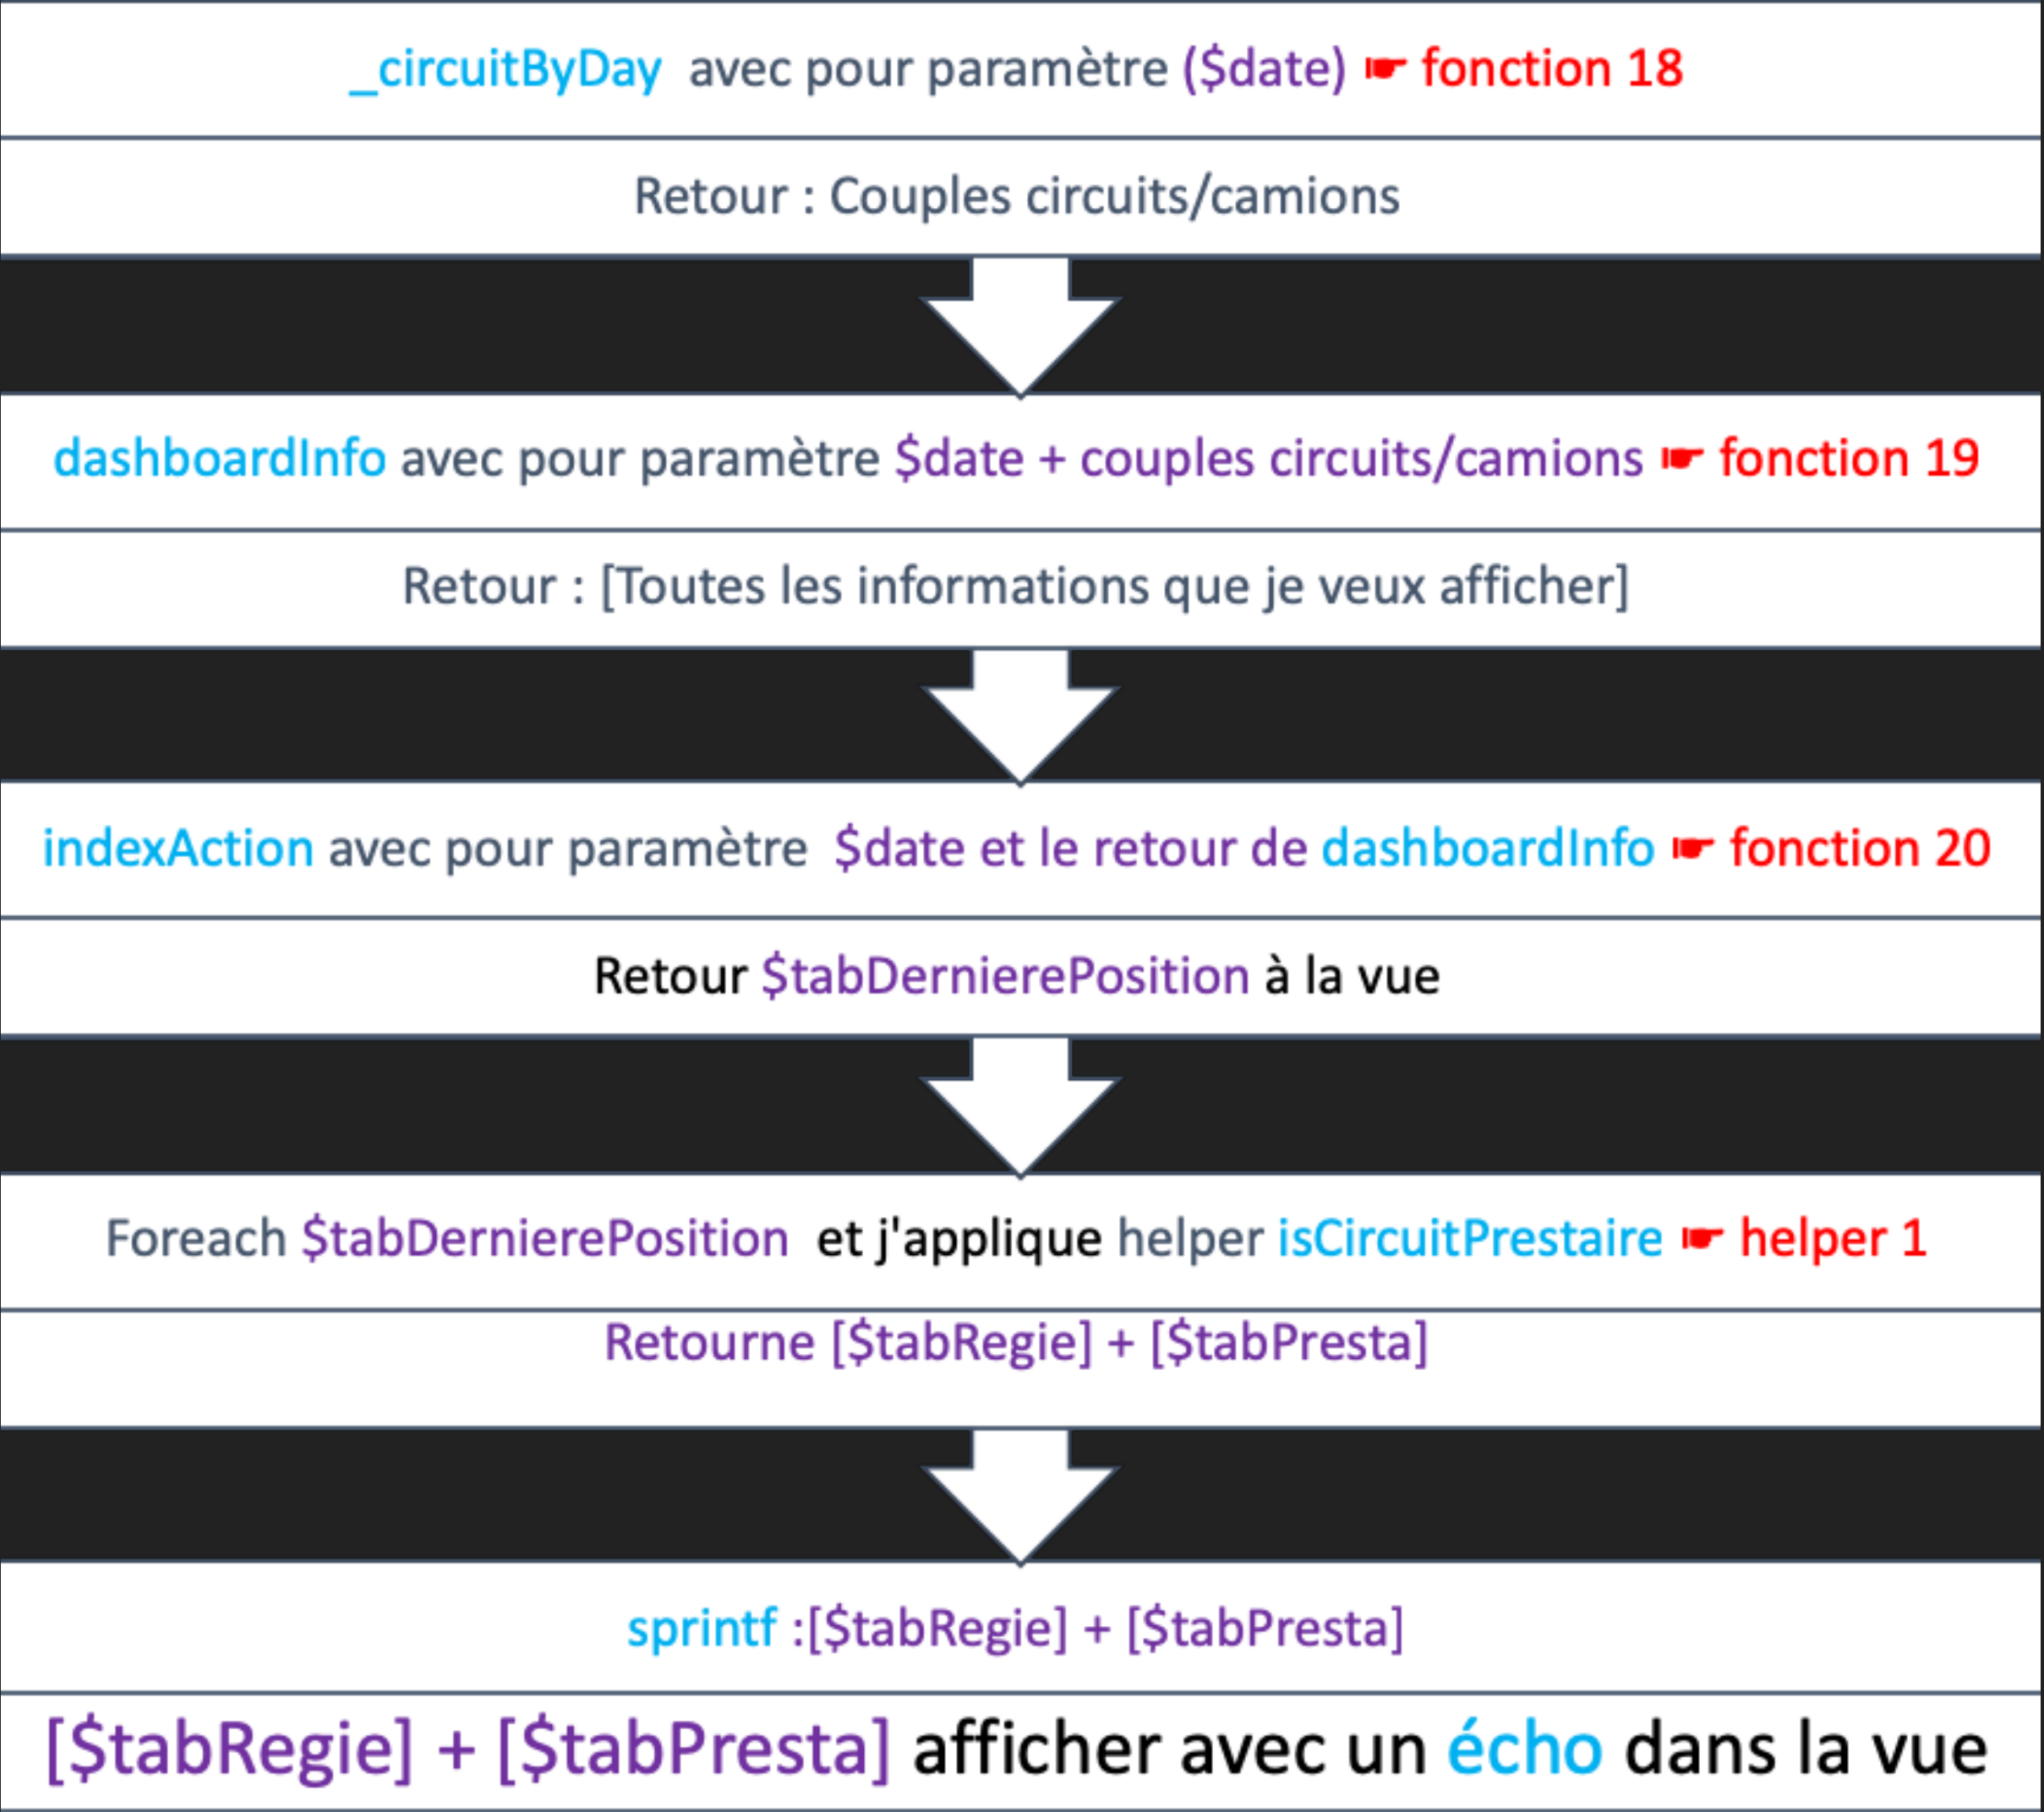 _circuitByDay avec pour paramètre ($date) ☛ fonction 18
Retour : Couples circuits/camions
dashboardInfo avec pour paramètre $date + couples circuits/camions ☛ fonction 19
Retour : [Toutes les informations que je veux afficher]
indexAction avec pour paramètre $date et le retour de dashboardInfo ☛ fonction 20
Retour $tabDernierePosition à la vue
Foreach $tabDernierePosition et j'applique helper isCircuitPrestaire ☛ helper 1
Retourne [$tabRegie] + [$tabPresta]
sprintf :[$tabRegie] + [$tabPresta]
[$tabRegie] + [$tabPresta] afficher avec un écho dans la vue